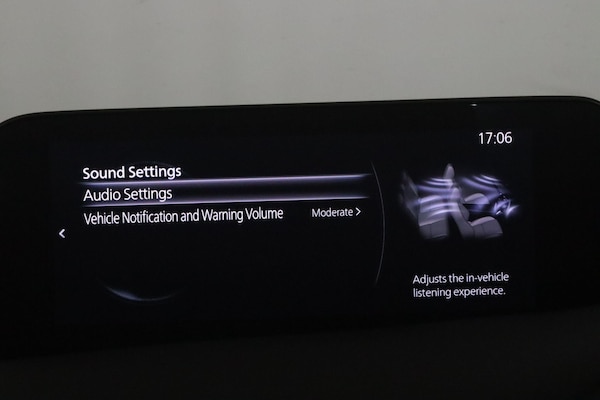 17:06
Sound Settings
Audio Settings
Vehicle Notification and Warning Volume Moderate >
<
Adjusts the in-vehicle
listening experience.